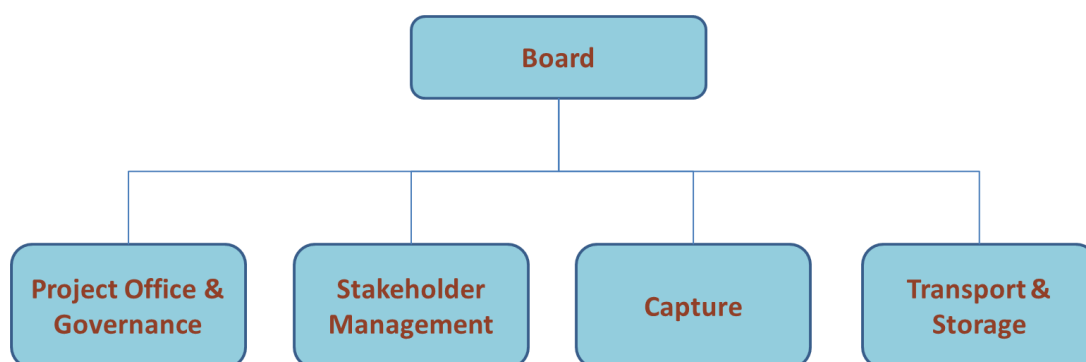 Board
Project Office &
Governance
Stakeholder
Management
Capture
Transport &
Storage